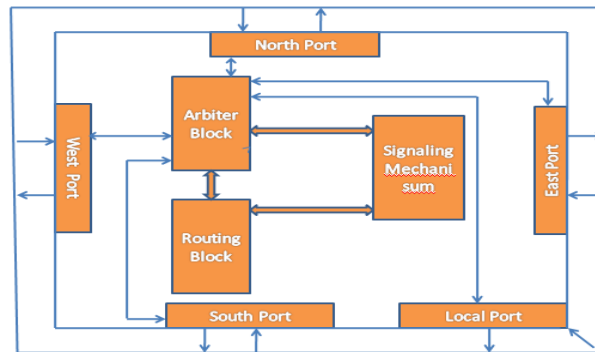 North Port
Arbiter
Block
West Port
Signaling
Mechani
sum
East Port
Routing
Block
South Port
Local Port